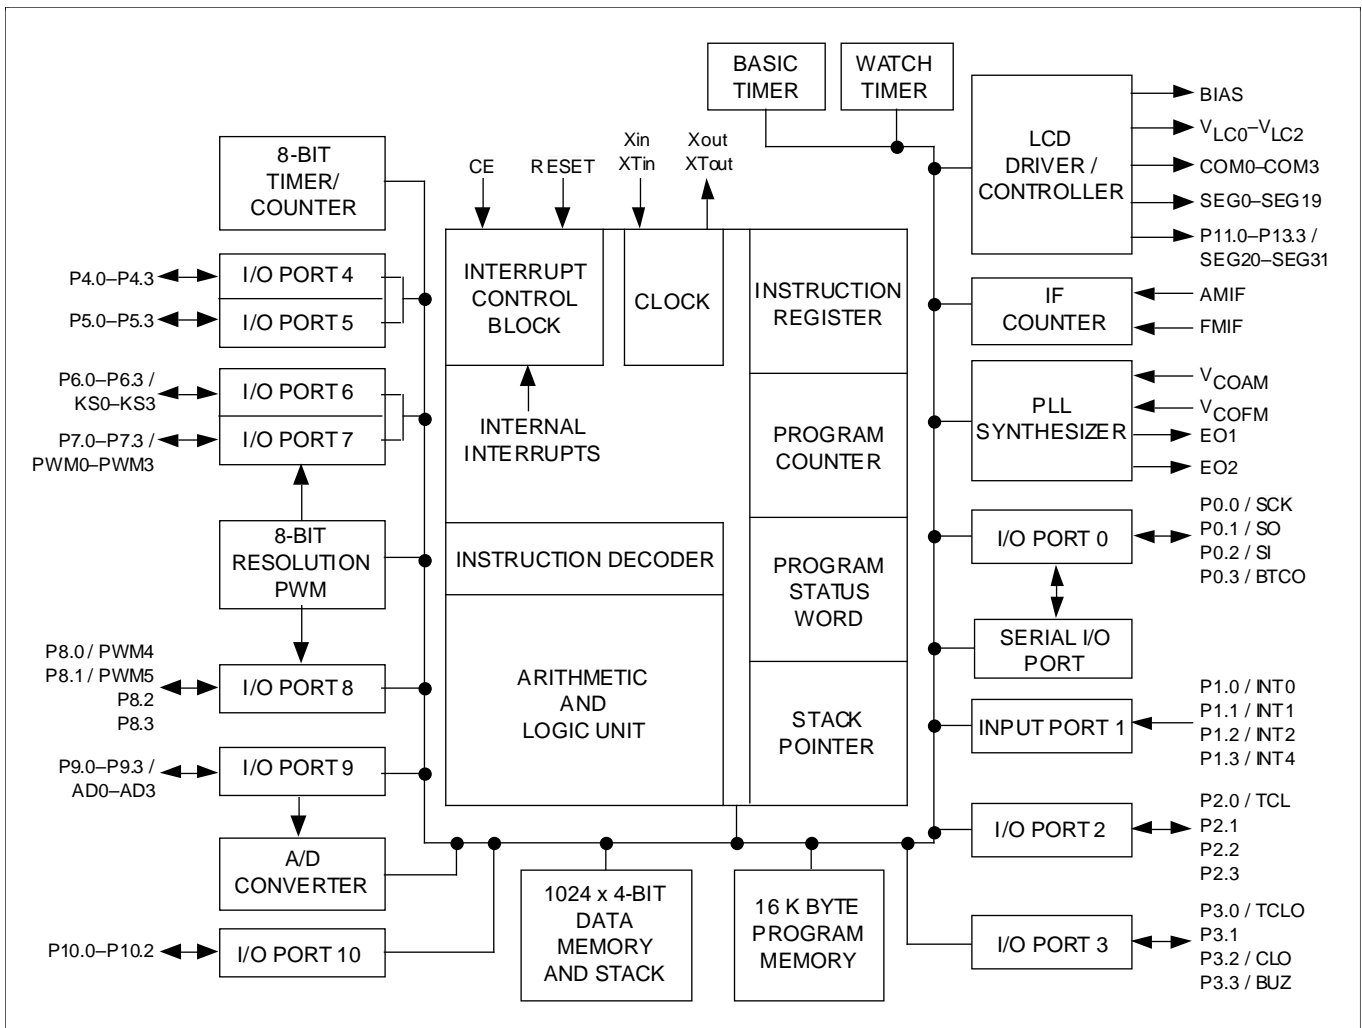 BASIC
TIMER
WATCH
TIMER
8-BIT
TIMER/
COUNTER
CE
RESET
Xin
XTin
Xout
XTout
LCD
DRIVER /
CONTROLLER
BIAS
VLC0–VLC2
COM0–COM3
SEG0–SEG19
P11.0–P13.3 /
SEG20–SEG31
P4.0–P4.3
I/O PORT 4
P5.0–P5.3
I/O PORT 5
INTERRUPT
CONTROL
BLOCK
CLOCK
INSTRUCTION
REGISTER
IF
COUNTER
AMIF
FMIF
P6.0–P6.3 /
KS0–KS3
I/O PORT 6
P7.0–P7.3 /
PWM0–PWM3
I/O PORT 7
INTERNAL
INTERRUPTS
PROGRAM
COUNTER
PLL
SYNTHESIZER
VCOAM
VCOFM
EO1
EO2
8-BIT
RESOLUTION
PWM
INSTRUCTION DECODER
PROGRAM
STATUS
WORD
I/O PORT 0
P0.0 / SCK
P0.1 / SO
P0.2 / SI
P0.3 / BTCO
SERIAL I/O
PORT
P8.0 / PWM4
P8.1 / PWM5
P8.2
P8.3
I/O PORT 8
ARITHMETIC
AND
LOGIC UNIT
STACK
POINTER
INPUT PORT 1
P1.0 / INT0
P1.1 / INT1
P1.2 / INT2
P1.3 / INT4
P9.0–P9.3 /
AD0–AD3
I/O PORT 9
A/D
CONVERTER
I/O PORT 2
P2.0 / TCL
P2.1
P2.2
P2.3
P10.0–P10.2
I/O PORT 10
1024 x 4-BIT
DATA
MEMORY
AND STACK
16 K BYTE
PROGRAM
MEMORY
I/O PORT 3
P3.0 / TCLO
P3.1
P3.2 / CLO
P3.3 / BUZ